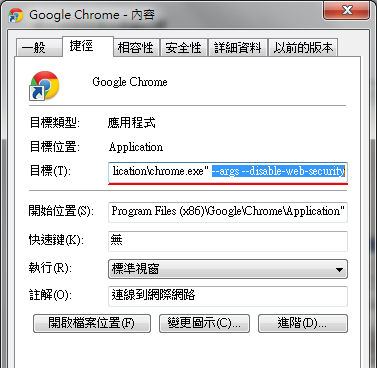 Google Chrome - 內容
一般 捷徑 相容性 安全性 詳細資料 以前的版本
Google Chrome
目標類型: 應用程式
目標位置: Application
目標(T): lication\chrome.exe" --args --disable-web-security
開始位置(S): Program Files (x86)\Google\Chrome\Application"
快速鍵(K): 無
執行(R): 標準視窗
註解(O): 連線到網際網路
開啟檔案位置(F) 變更圖示(C)... 進階(D)...